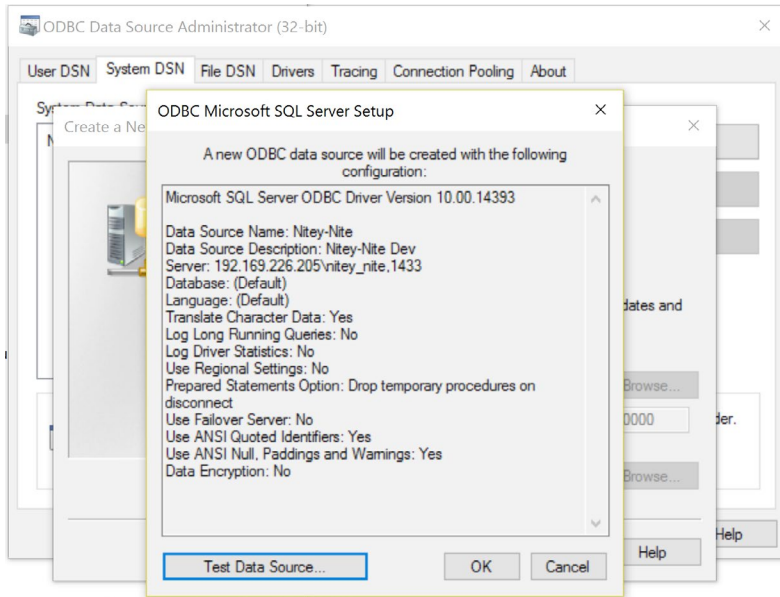 ODBC Data Source Administrator (32-bit)
User DSN System DSN File DSN Drivers Tracing Connection Pooling About
Create a Ne
ODBC Microsoft SQL Server Setup
A new ODBC data source will be created with the following
configuration:
Microsoft SQL Server ODBC Driver Version 10.00.14393
Data Source Name: Nitey-Nite
Data Source Description: Nitey-Nite Dev
Server: 192.169.226.205\nitey_nite,1433
Database: (Default)
Language: (Default)
Translate Character Data: Yes
Log Long Running Queries: No
Log Driver Statistics: No
Use Regional Settings: No
Prepared Statements Option: Drop temporary procedures on
disconnect
Use Failover Server: No
Use ANSI Quoted Identifiers: Yes
Use ANSI Null, Paddings and Warnings: Yes
Data Encryption: No
dates and
Browse...
0000
der.
Browse...
Help
Help
Test Data Source... OK Cancel